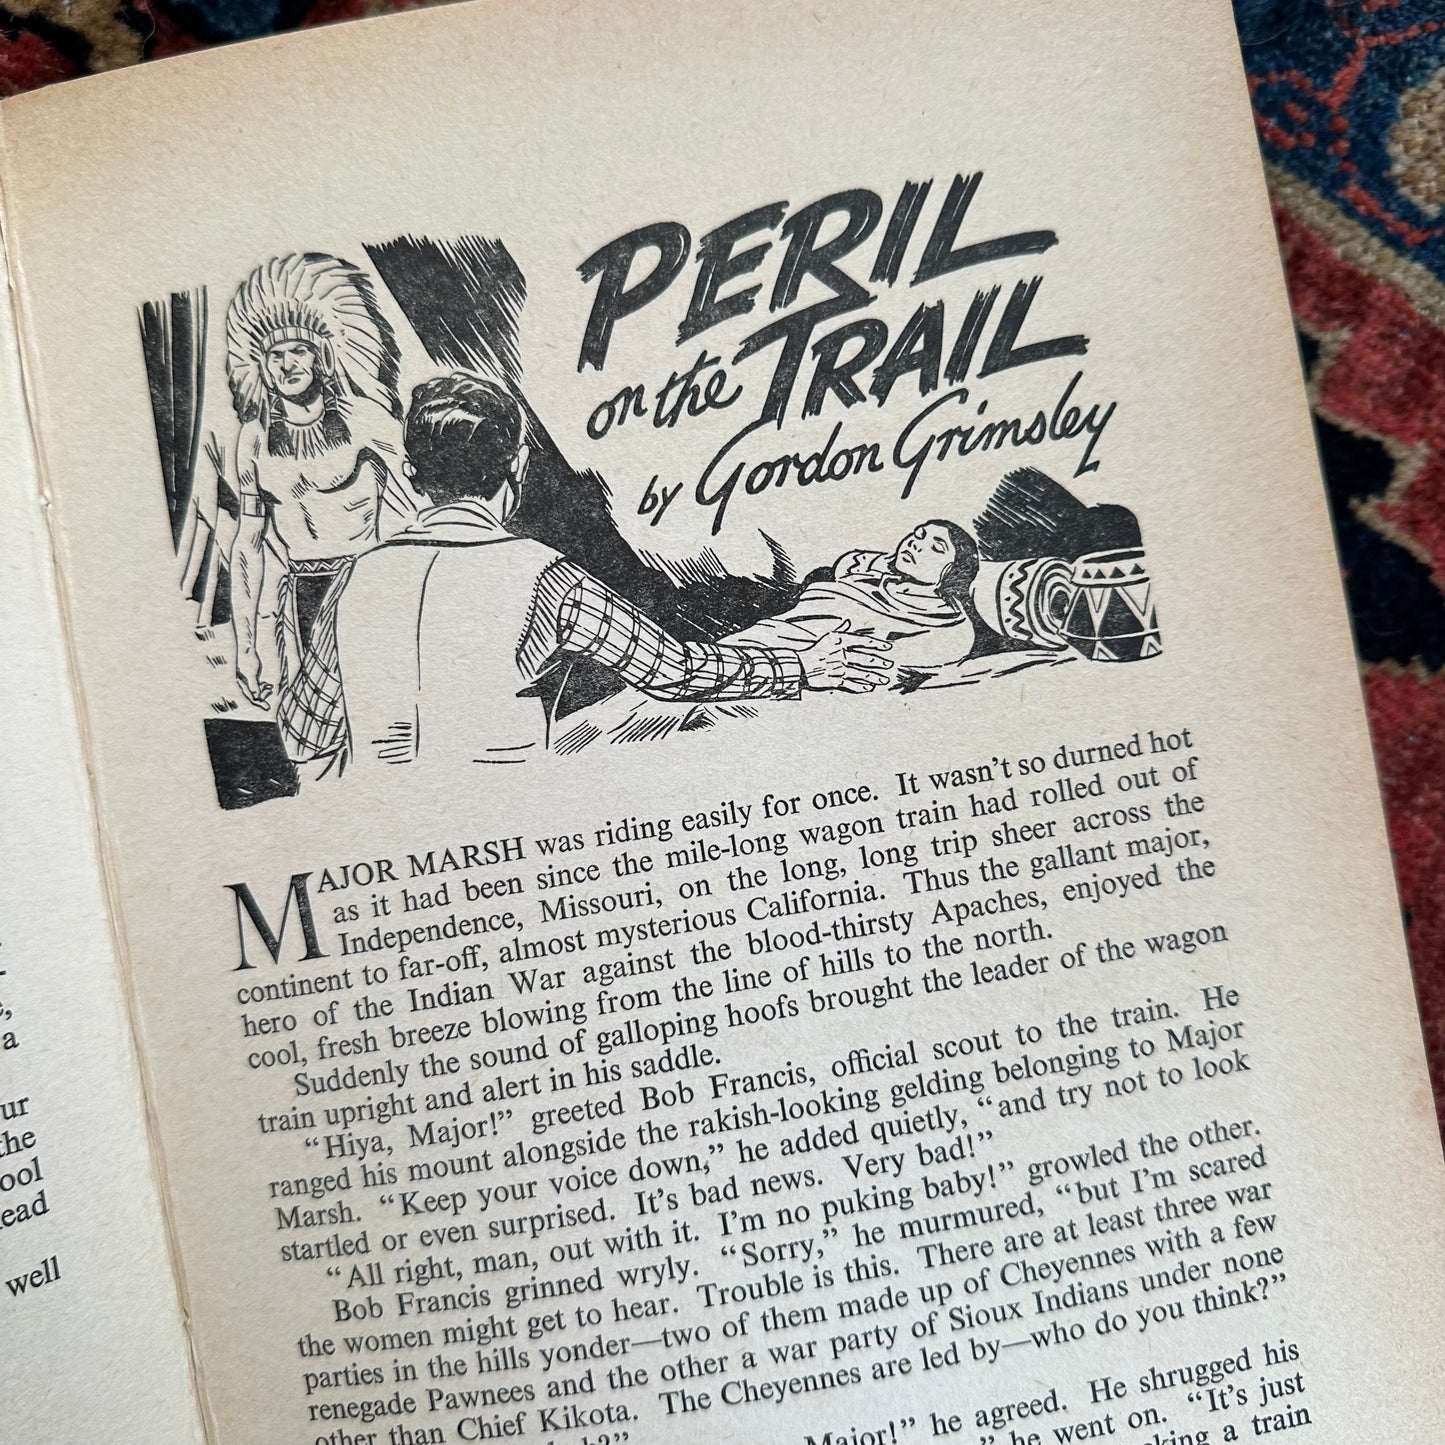 PERIL
on the TRAIL
by Gordon Grimsley
MAJOR MARSH was riding easily for once. It wasn't so durned hot
as it had been since the mile-long wagon train had rolled out of
Independence, Missouri, on the long, long trip sheer across the
continent to far-off, almost mysterious California. Thus the gallant major,
hero of the Indian War against the blood-thirsty Apaches, enjoyed the
cool, fresh breeze blowing from the line of hills to the north.
Suddenly the sound of galloping hoofs brought the leader of the wagon
train upright and alert in his saddle.
“Hiya, Major!” greeted Bob Francis, official scout to the train. He
ranged his mount alongside the rakish-looking gelding belonging to Major
Marsh. “Keep your voice down,” he added quietly, “and try not to look
startled or even surprised. It's bad news. Very bad!”
“All right, man, out with it. I'm no puking baby!” growled the other.
Bob Francis grinned wryly. “Sorry,” he murmured, “but I'm scared
the women might get to hear. Trouble is this. There are at least three war
parties in the hills yonder—two of them made up of Cheyennes with a few
renegade Pawnees and the other a war party of Sioux Indians under none
other than Chief Kikota. The Cheyennes are led by—who do you think?”
Major!” he agreed. He shrugged his
” he went on. “It's just
a train
a
ur
the
ool
ead
well